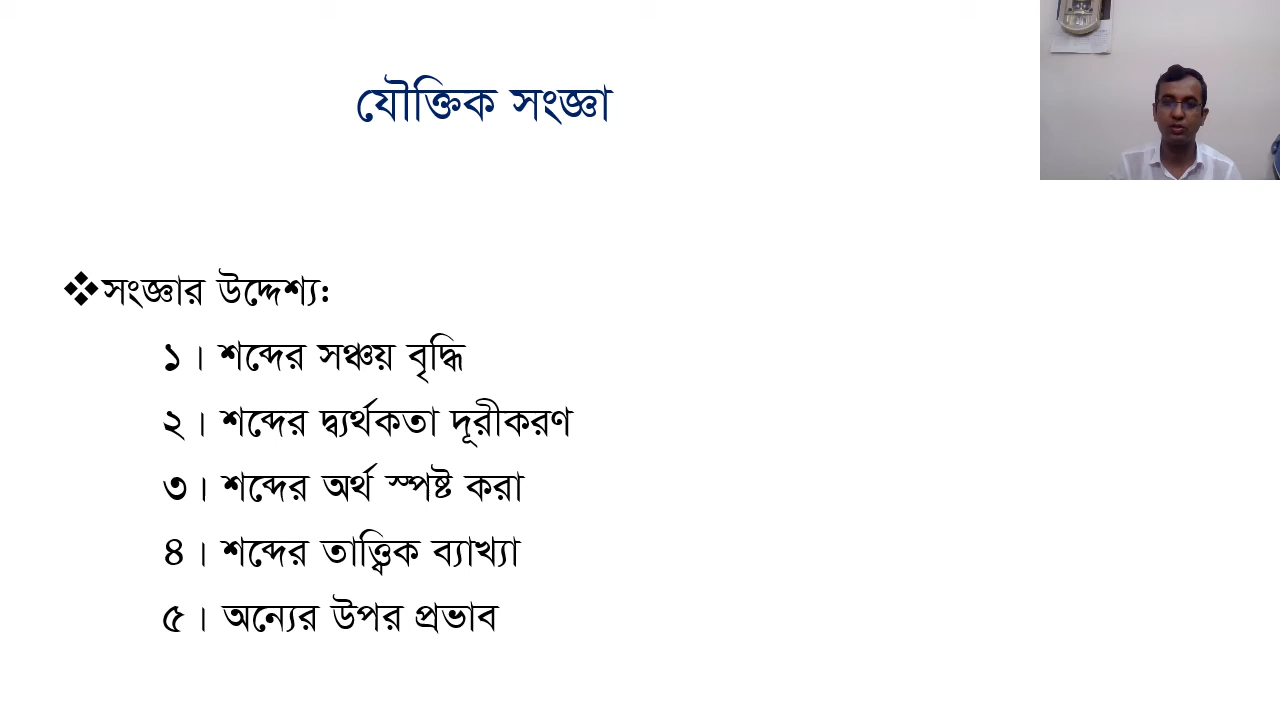 যৌক্তিক সংজ্ঞা
❖সংজ্ঞার উদ্দেশ্য:
১। শব্দের সঞ্চয় বৃদ্ধি
২। শব্দের দ্ব্যর্থকতা দূরীকরণ
৩। শব্দের অর্থ স্পষ্ট করা
৪। শব্দের তাত্ত্বিক ব্যাখ্যা
৫। অন্যের উপর প্রভাব